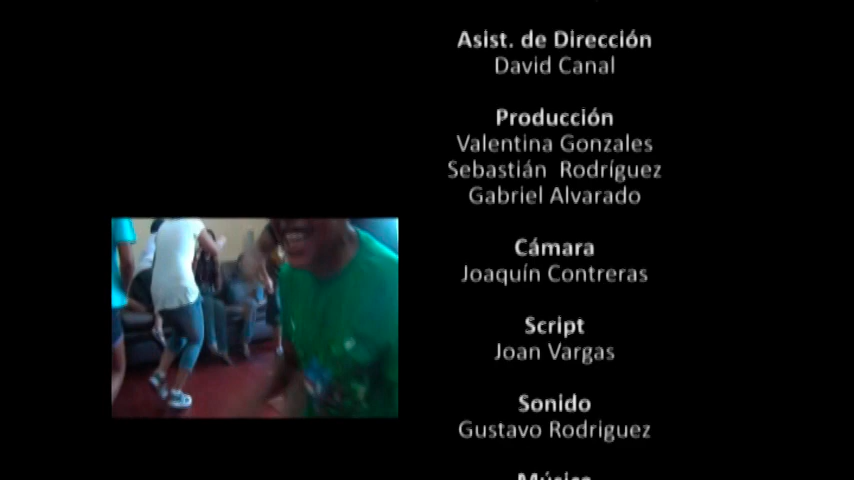 Asist. de Dirección
David Canal
Producción
Valentina Gonzales
Sebastián  Rodríguez
Gabriel Alvarado
Cámara
Joaquín Contreras
Script
Joan Vargas
Sonido
Gustavo Rodriguez